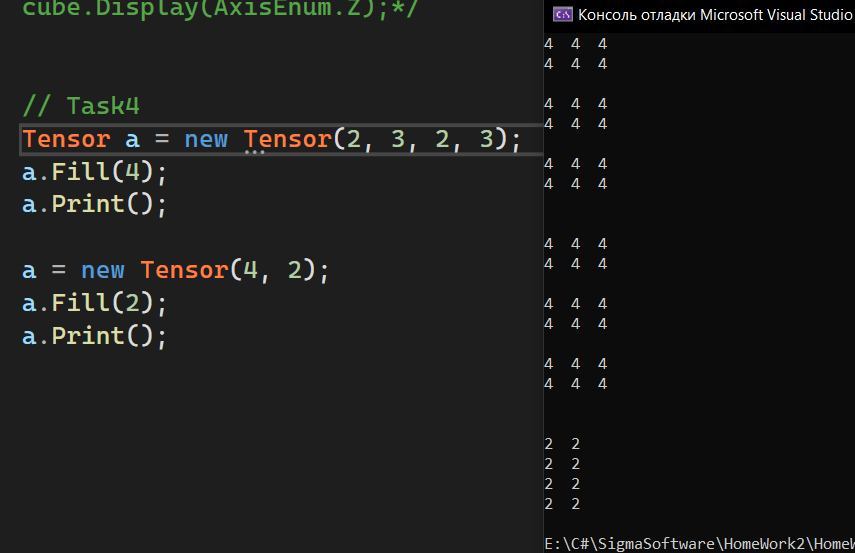 cube.Display(AxisEnum.Z);*/
// Task4
Tensor a = new Tensor(2, 3, 2, 3);
a.Fill(4);
a.Print();
a = new Tensor(4, 2);
a.Fill(2);
a.Print();
Консоль отладки Microsoft Visual Studio
4 4 4
4 4 4
4 4 4
4 4 4
4 4 4
4 4 4
4 4 4
4 4 4
4 4 4
4 4 4
4 4 4
4 4 4
2 2
2 2
2 2
2 2
E:\C#\SigmaSoftware\HomeWork2\HomeW